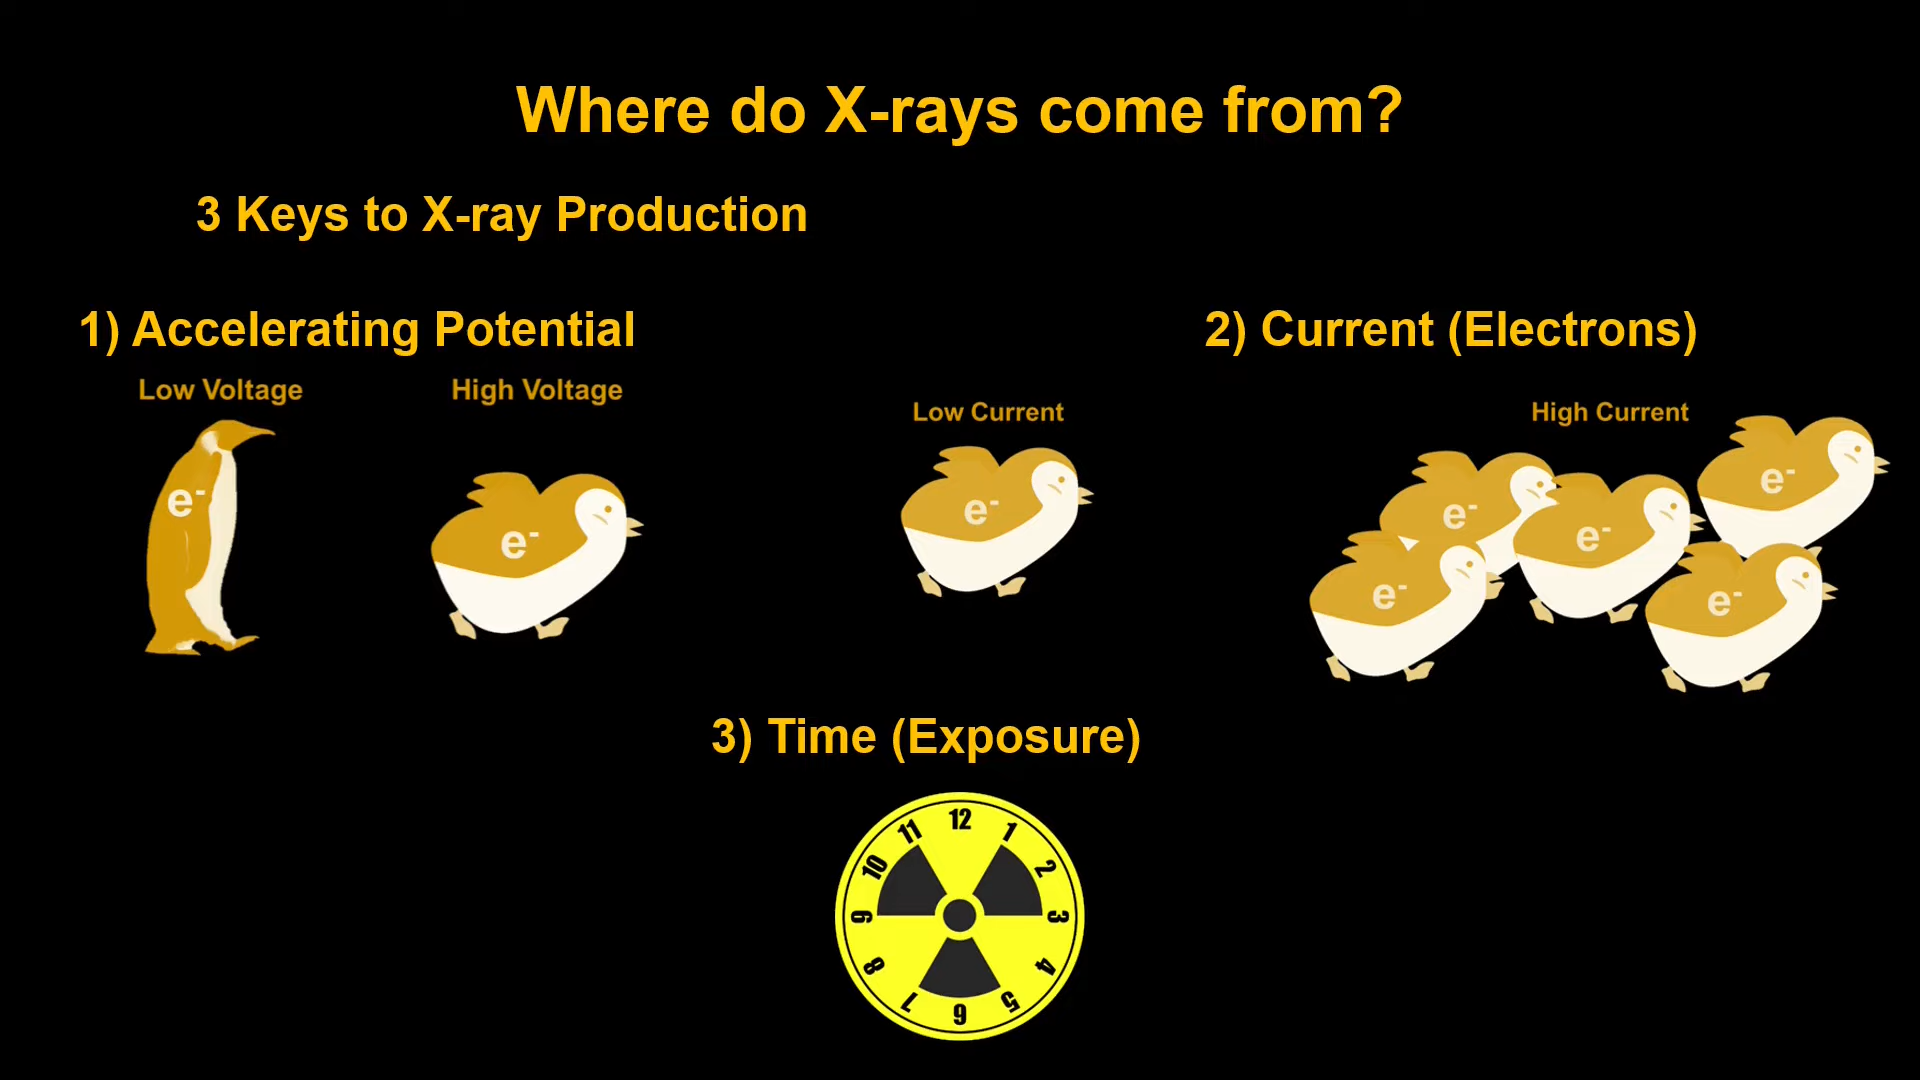 Where do X-rays come from?
3 Keys to X-ray Production
1) Accelerating Potential
Low Voltage
High Voltage
e-
e-
2) Current (Electrons)
Low Current
High Current
e-
e-
e-
e-
e-
e-
3) Time (Exposure)
12
1
2
3
4
5
6
7
8
9
10
11